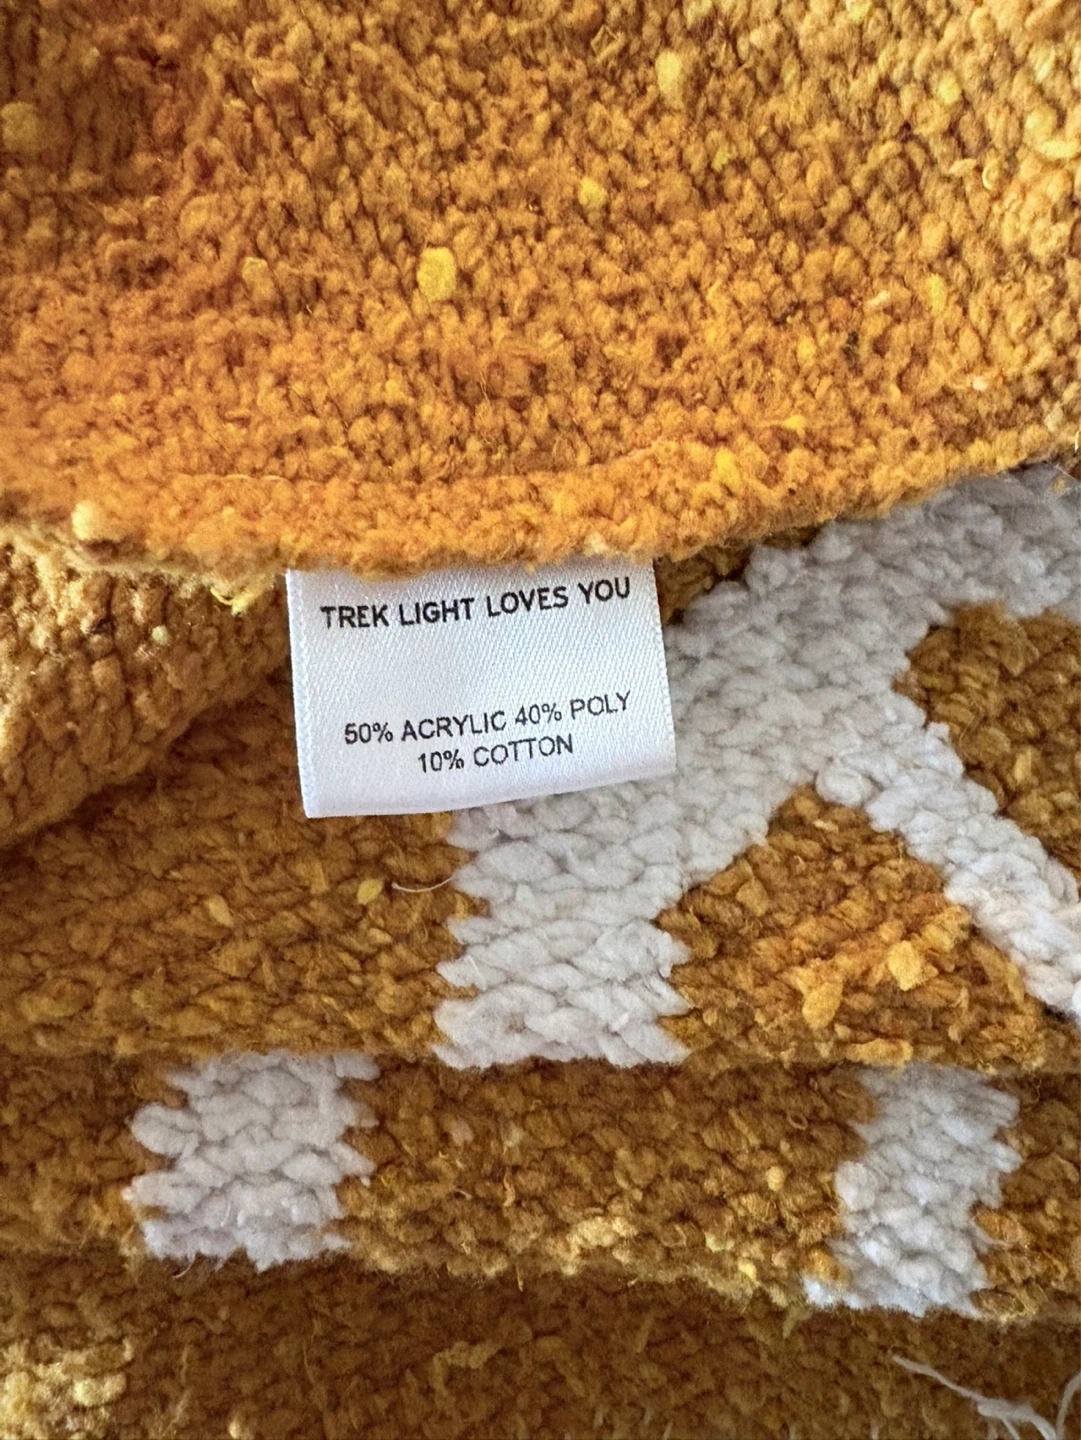 TREK LIGHT LOVES YOU
50% ACRYLIC 40% POLY
10% COTTON